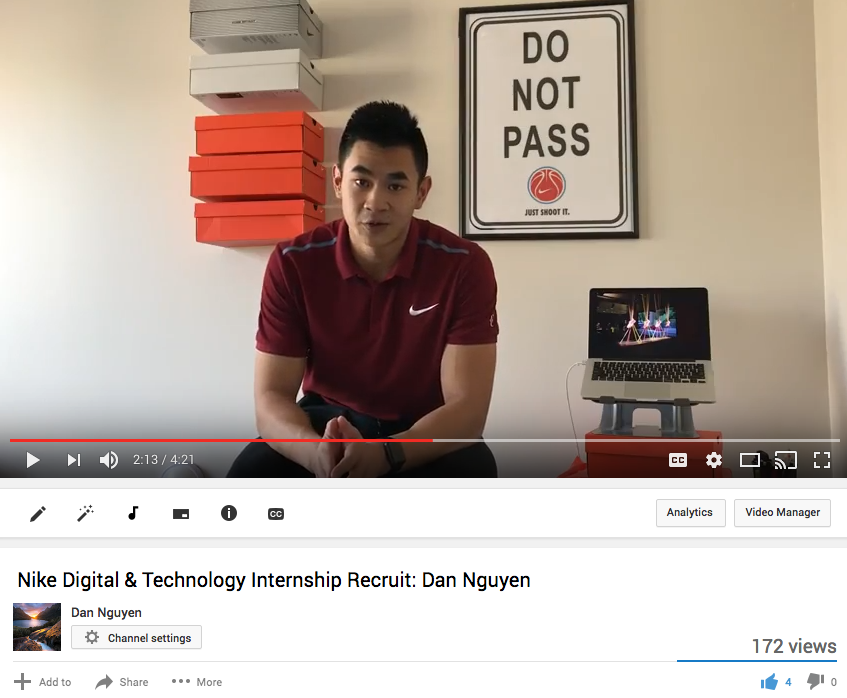 DO
NOT
PASS
JUST SHOOT IT.
2:13 / 4:21
CC
CC
Analytics
Video Manager
Nike Digital & Technology Internship Recruit: Dan Nguyen
Dan Nguyen
Channel settings
172 views
Add to
Share
More
4
0